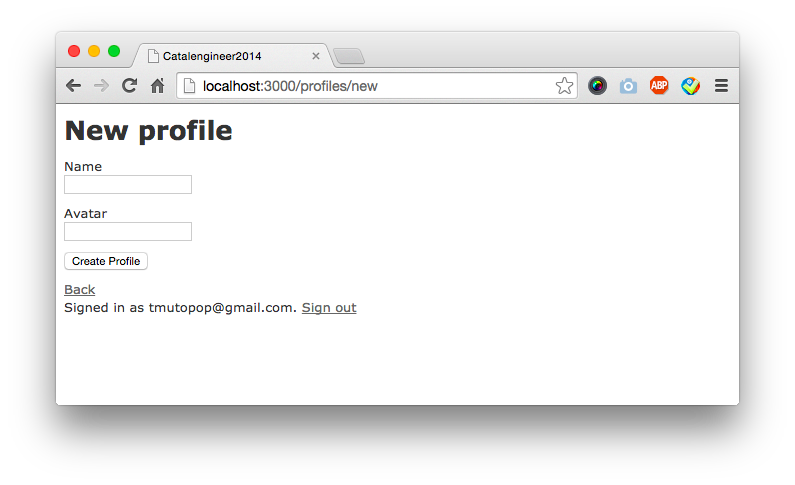 Catalengineer2014
localhost:3000/profiles/new
ABP
New profile
Name
Avatar
Create Profile
Back
Signed in as tmutopop@gmail.com. Sign out